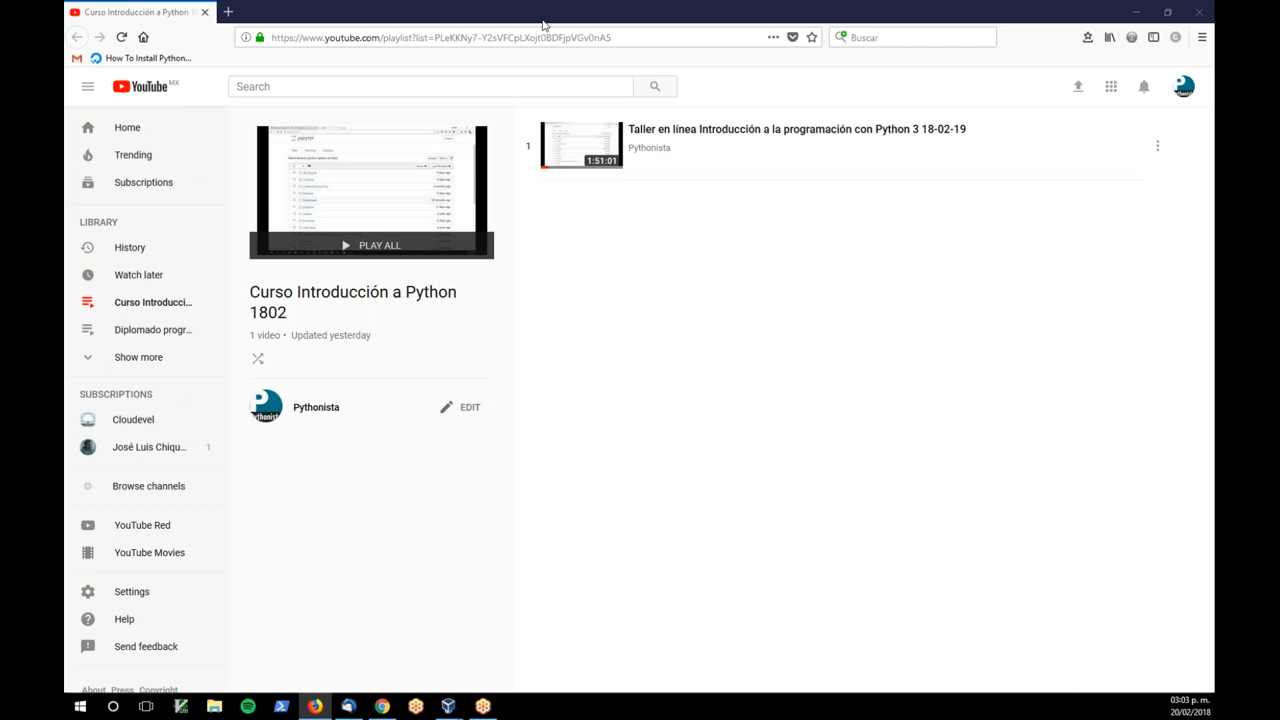 Curso Introducción a Python
https://www.youtube.com/playlist?list=PLeKKNy7-Y2sVFCpLXojt0BDFjpVGv0nA5
Buscar
How To Install Python...
YouTube MX
Search
Home
Trending
Subscriptions
LIBRARY
History
Watch later
Curso Introducci...
Diplomado progr...
Show more
SUBSCRIPTIONS
Cloudevel
José Luis Chiqu... 1
Browse channels
YouTube Red
YouTube Movies
Settings
Help
Send feedback
About Press Copyright
jupyter
PLAY ALL
Curso Introducción a Python
1802
1 video • Updated yesterday
Pythonista
EDIT
1
1:51:01
Taller en línea Introducción a la programación con Python 3 18-02-19
Pythonista
03:03 p. m.
20/02/2018